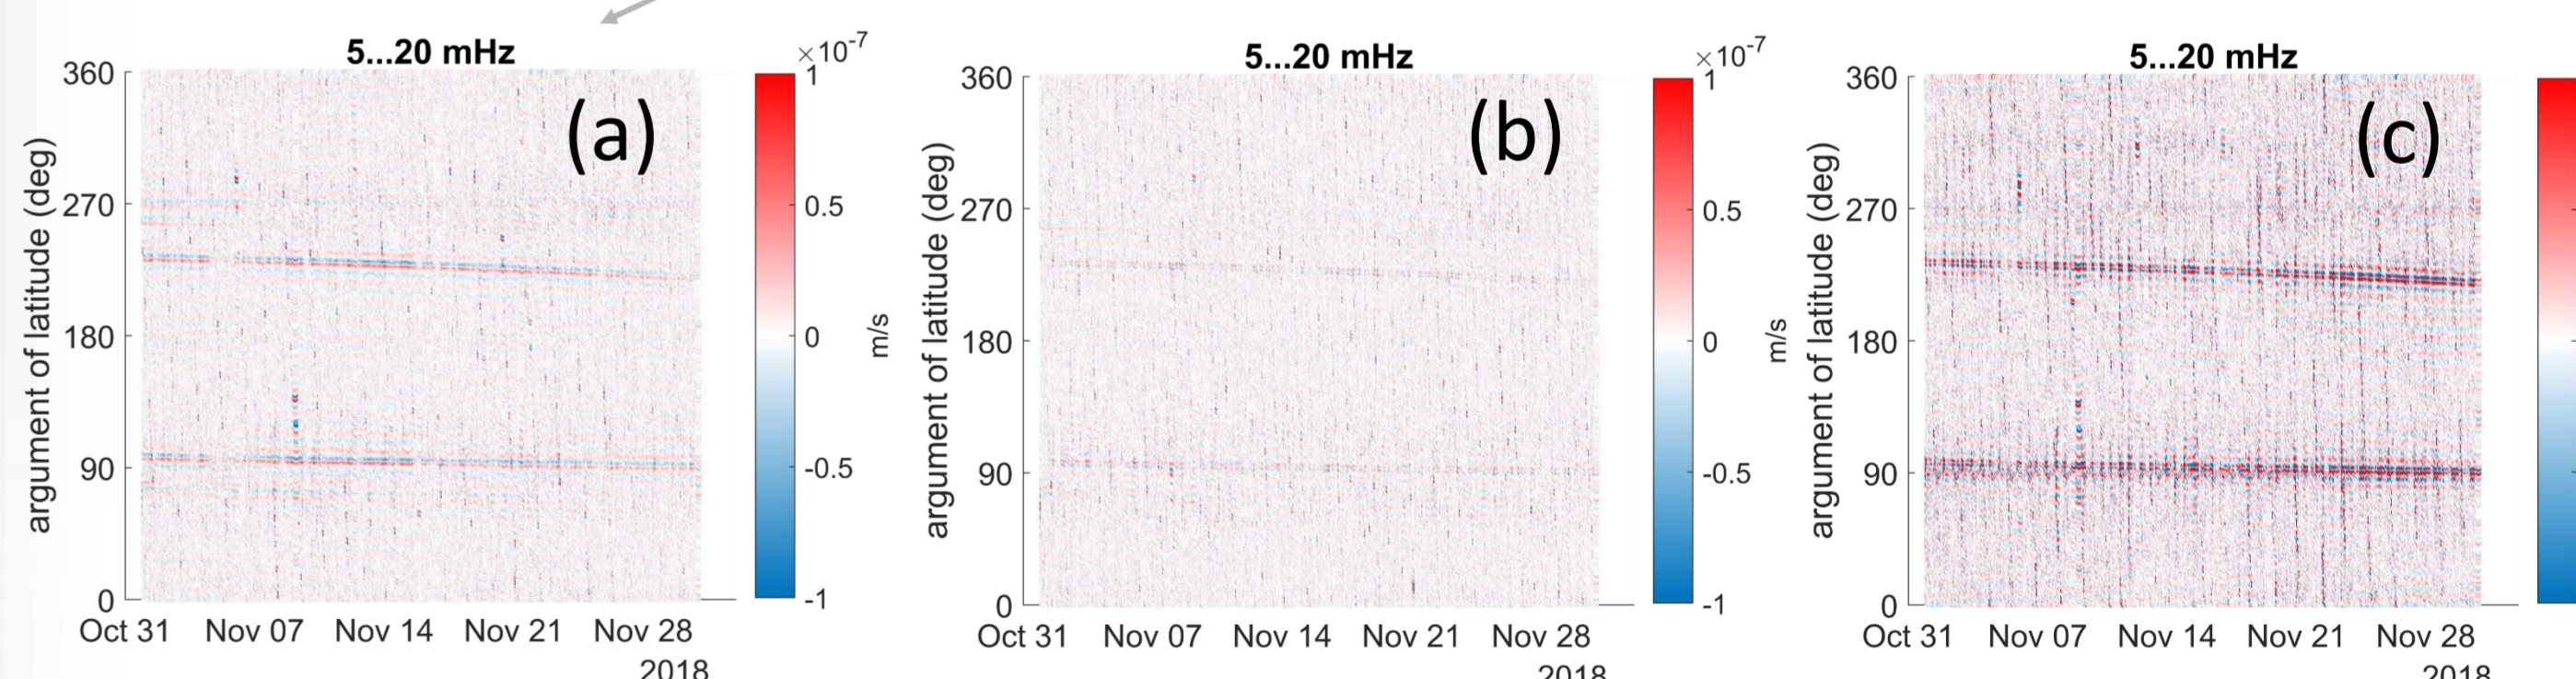 5...20 mHz
×10-7
(a)
argument of latitude (deg)
360
270
180
90
0
Oct 31 Nov 07 Nov 14 Nov 21 Nov 28
2018
1
0.5
0
-0.5
-1
m/s
5...20 mHz
×10-7
(b)
argument of latitude (deg)
360
270
180
90
0
Oct 31 Nov 07 Nov 14 Nov 21 Nov 28
2018
1
0.5
0
-0.5
-1
m/s
5...20 mHz
(c)
argument of latitude (deg)
360
270
180
90
0
Oct 31 Nov 07 Nov 14 Nov 21 Nov 28
2018